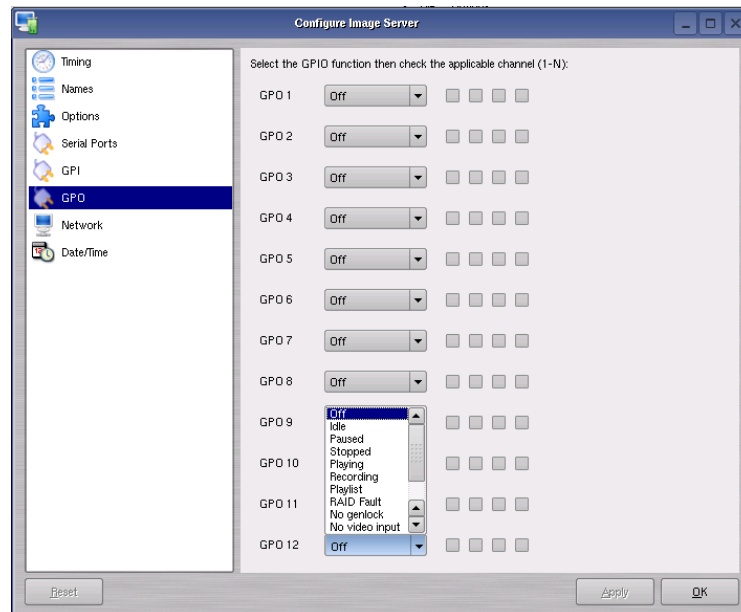 Configure Image Server
Timing
Names
Options
Serial Ports
GPI
GPO
Network
Date/Time
Select the GPIO function then check the applicable channel (1-N):
GPO 1 Off
GPO 2 Off
GPO 3 Off
GPO 4 Off
GPO 5 Off
GPO 6 Off
GPO 7 Off
GPO 8 Off
GPO 9
GPO 10
GPO 11
Off
Idle
Paused
Stopped
Playing
Recording
Playlist
RAID Fault
No genlock
No video input
GPO 12 Off
Reset
Apply
OK